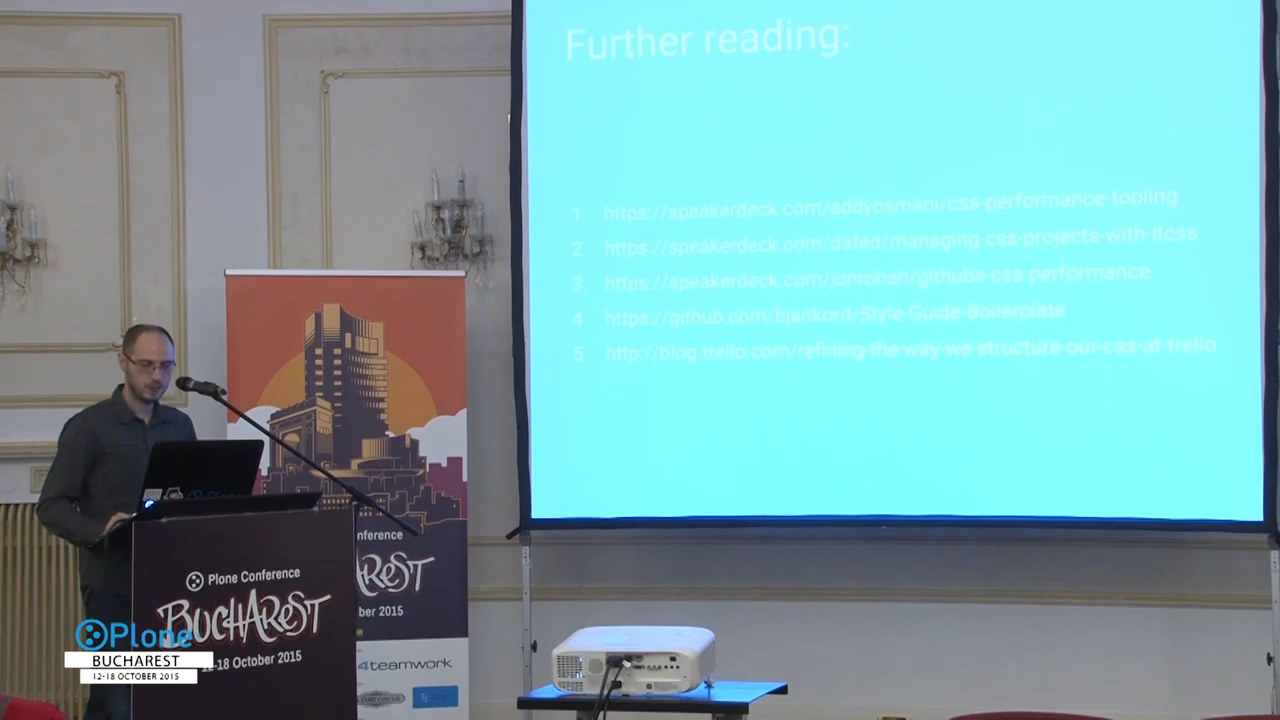 Further reading:
1. https://speakerdeck.com/addyosmani/css-performance-tooling
2. https://speakerdeck.com/dafed/managing-css-projects-with-itcss
3. https://speakerdeck.com/jonrohan/githubs-css-performance
4. https://github.com/bjankord/Style-Guide-Boilerplate
5. http://blog.trello.com/refining-the-way-we-structure-our-css-at-trello
nference
ReST
ber 2015
4teamwork
Plone Conference
BUCHAREST
12-18 October 2015
Plone
BUCHAREST
12-18 OCTOBER 2015